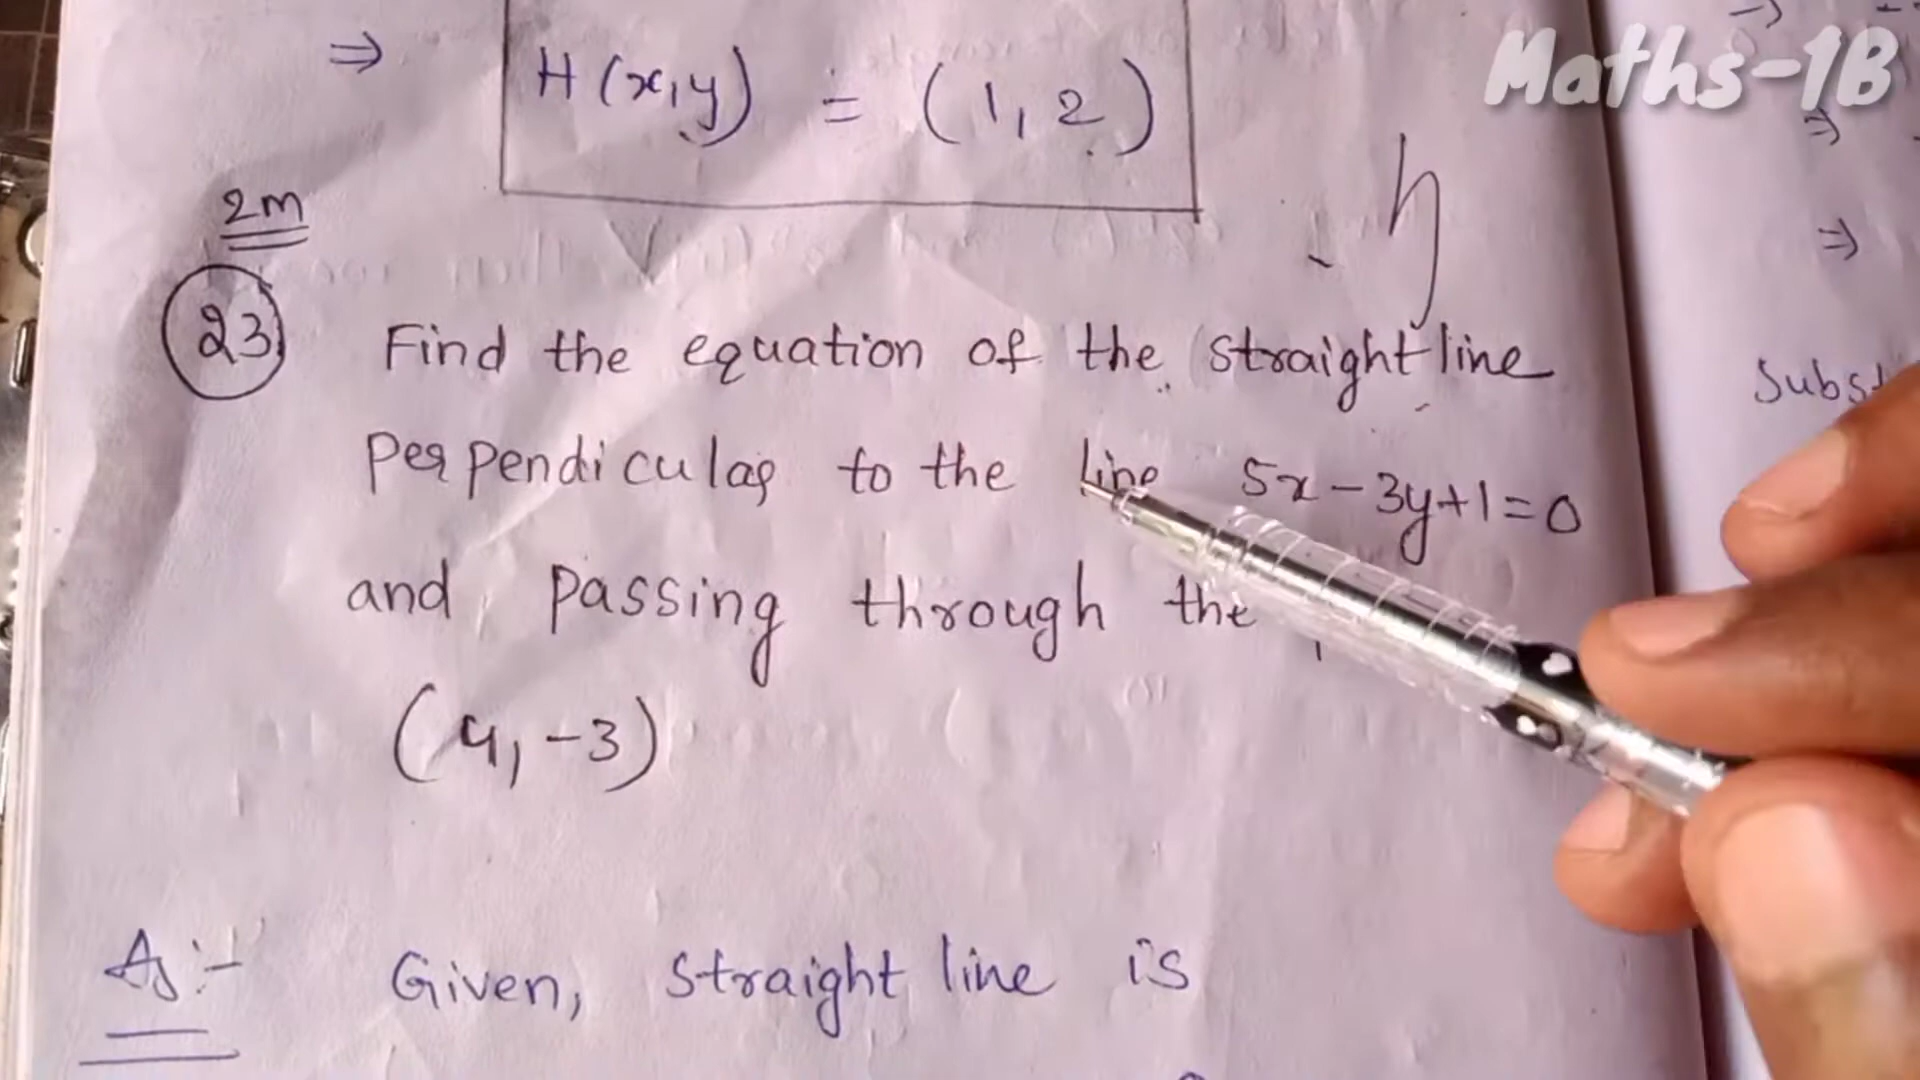 Maths-1B
⇒ H(x,y) = (1,2)
2m
23 Find the equation of the straight line
perpendicular to the line 5x-3y+1=0
and passing through the
(4,-3)
Subst
As:- Given, straight line is